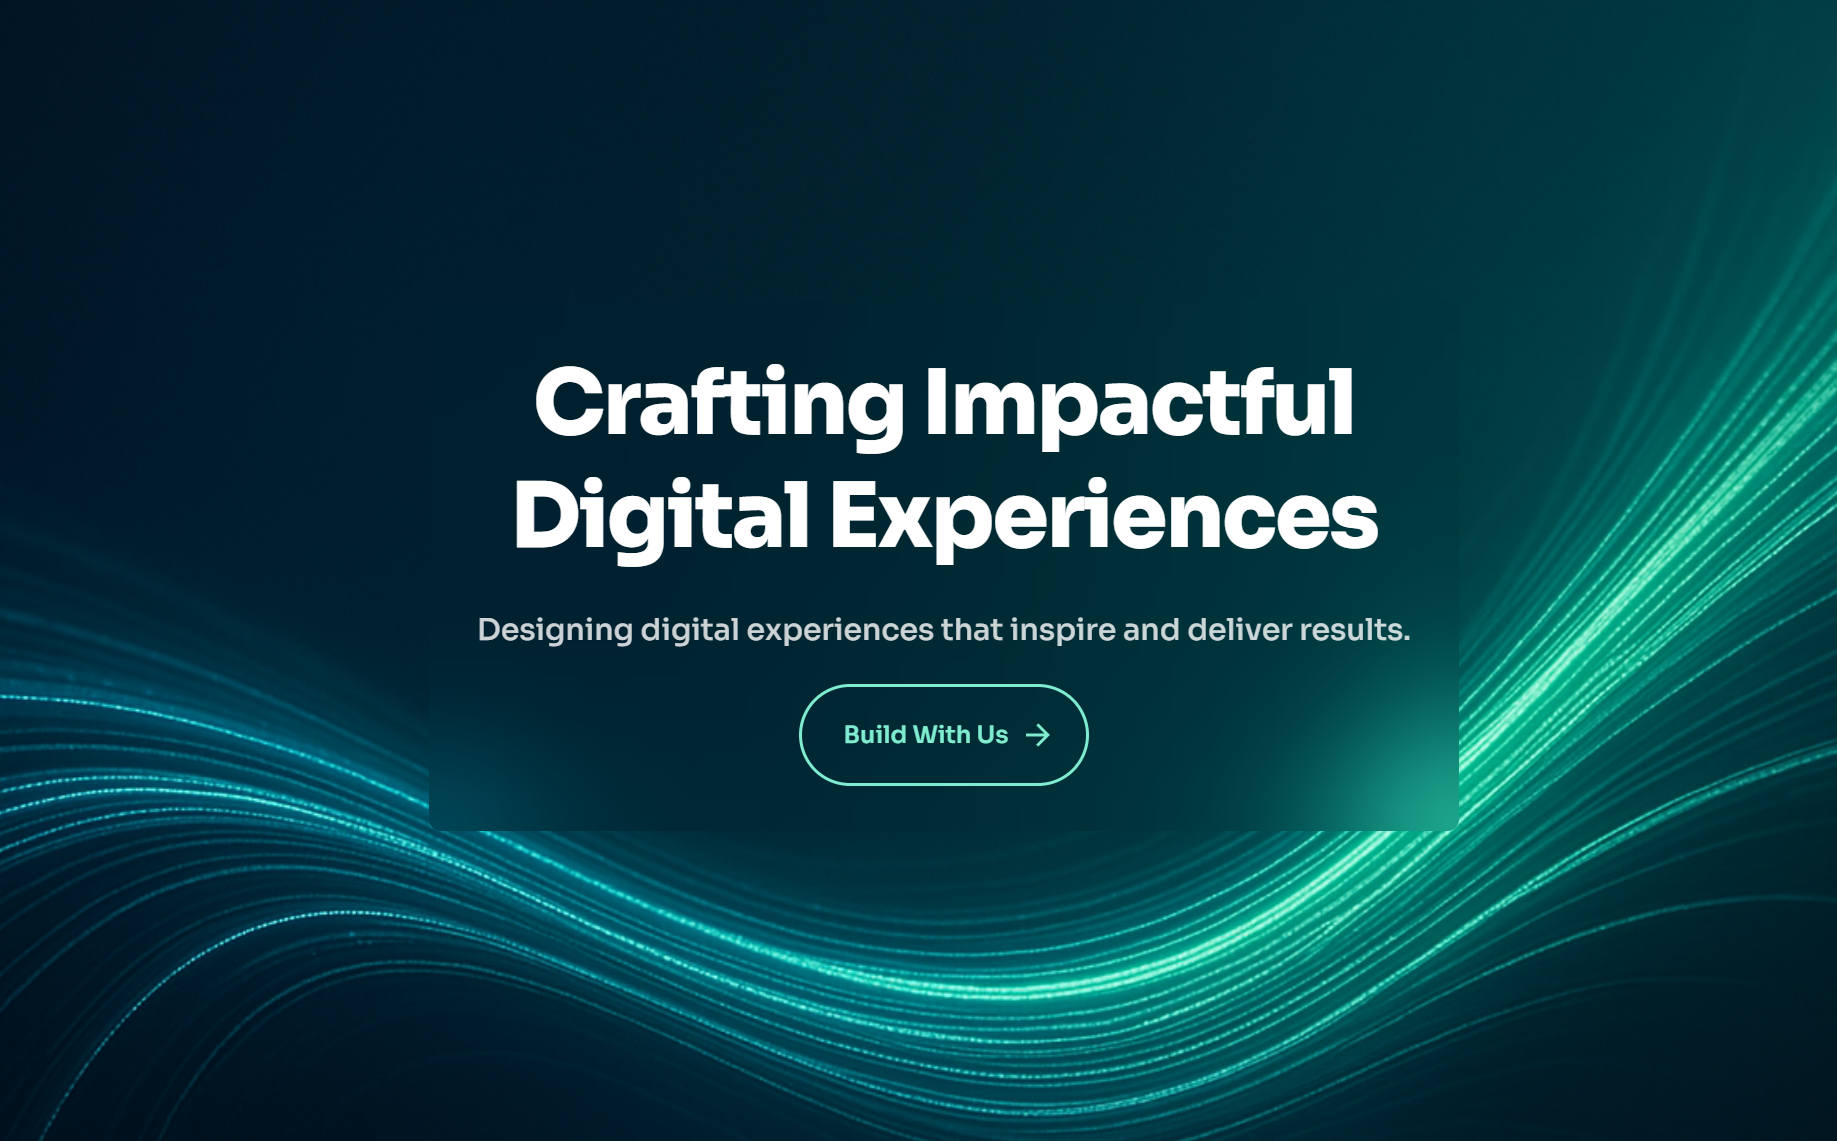 Crafting Impactful
Digital Experiences
Designing digital experiences that inspire and deliver results.
Build With Us